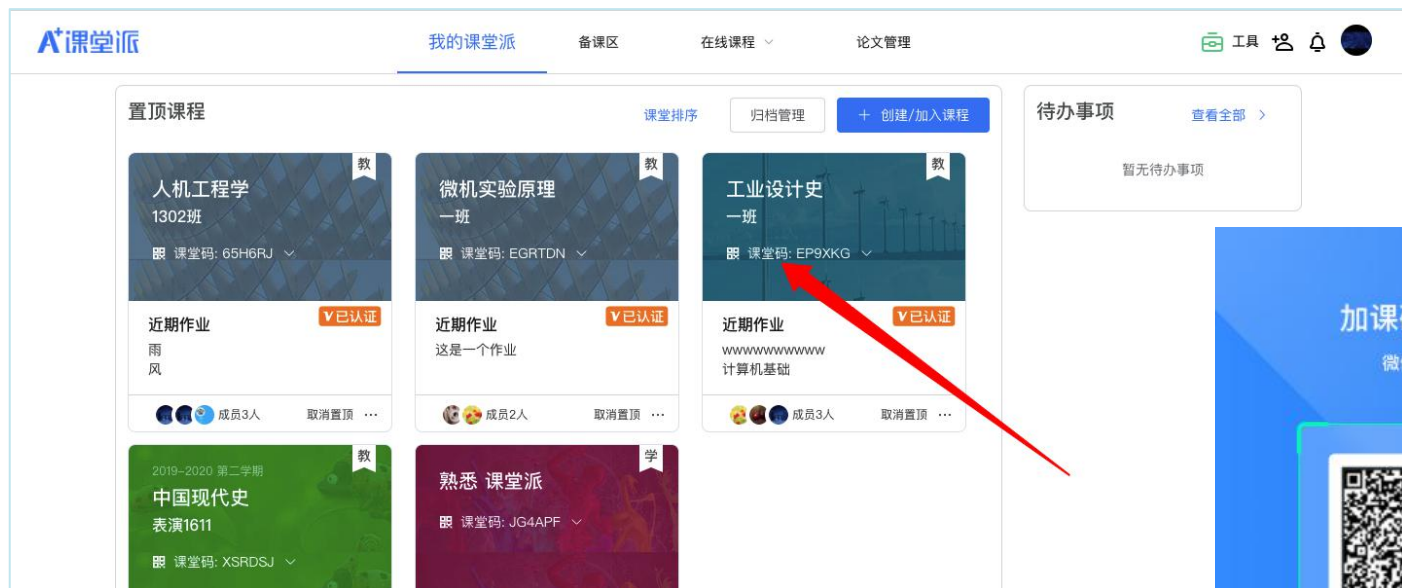 A+课堂派
我的课堂派 备课区 在线课程 论文管理 工具
置顶课程 课堂排序 归档管理 + 创建/加入课程
待办事项 查看全部 >
暂无待办事项
教
人机工程学
1302班
课堂码: 65H6RJ
教
微机实验原理
一班
课堂码: EGRTDN
教
工业设计史
一班
课堂码: EP9XKG
V已认证
近期作业
雨
风
成员3人 取消置顶 ···
V已认证
近期作业
这是一个作业
成员2人 取消置顶 ···
V已认证
近期作业
wwwwwwwwww
计算机基础
成员3人 取消置顶 ···
教
2019-2020 第二学期
中国现代史
表演1611
课堂码: XSRDSJ
学
熟悉 课堂派
课堂码: JG4APF
加课
微